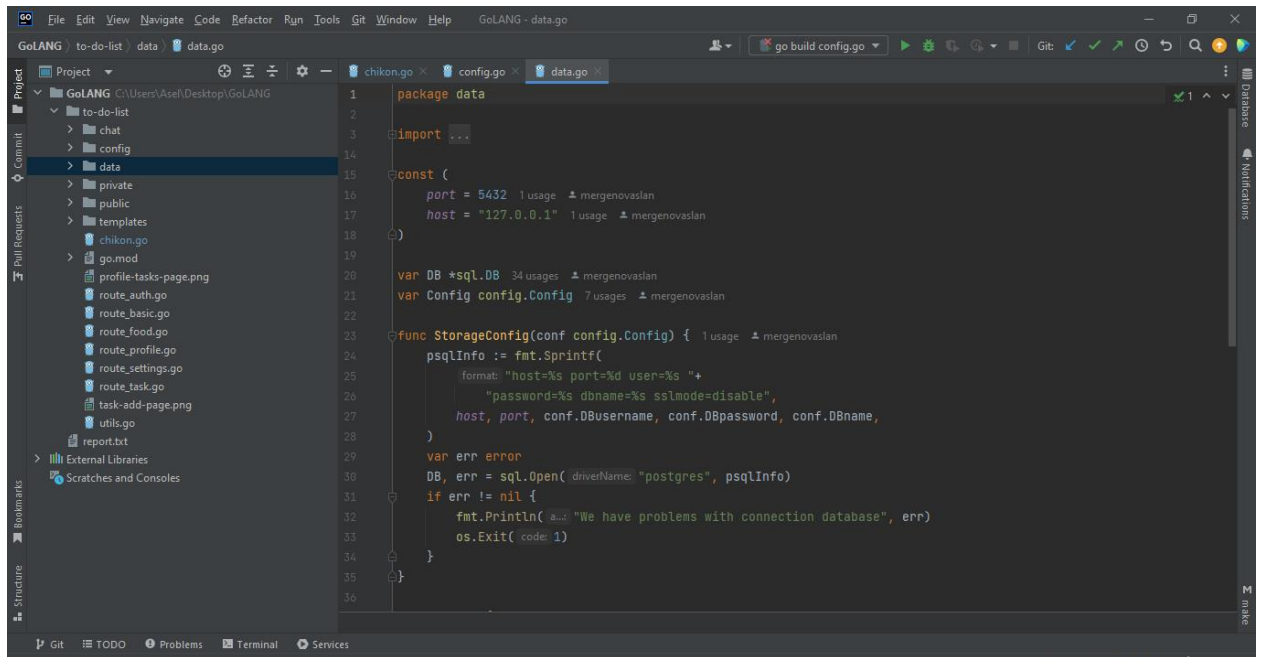 GO File Edit View Navigate Code Refactor Run Tools Git Window Help GoLANG - data.go
GoLANG to-do-list data data.go go build config.go Git:
Project chikon.go config.go data.go
GoLANG C:\Users\Asel\Desktop\GoLANG
to-do-list
chat
config
data
private
public
templates
chikon.go
go.mod
profile-tasks-page.png
route_auth.go
route_basic.go
route_food.go
route_profile.go
route_settings.go
route_task.go
task-add-page.png
utils.go
report.txt
External Libraries
Scratches and Consoles
1 package data
2
3 import ...
14
15 const (
16 port = 5432 1 usage mergenovaslan
17 host = "127.0.0.1" 1 usage mergenovaslan
18 )
19
20 var DB *sql.DB 34 usages mergenovaslan
21 var Config config.Config 7 usages mergenovaslan
22
23 func StorageConfig(conf config.Config) { 1 usage mergenovaslan
24 psqlInfo := fmt.Sprintf(
25 format: "host=%s port=%d user=%s "+
26 "password=%s dbname=%s sslmode=disable",
27 host, port, conf.DBusername, conf.DBpassword, conf.DBname,
28 )
29 var err error
30 DB, err = sql.Open( driverName: "postgres", psqlInfo)
31 if err != nil {
32 fmt.Println( a...: "We have problems with connection database", err)
33 os.Exit( code: 1)
34 }
35 }
36
1
Project
Commit
Pull Requests
Bookmarks
Structure
Database
Notifications
M make
Git TODO Problems Terminal Services